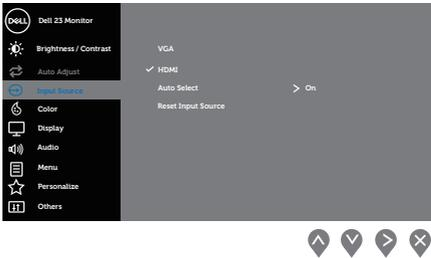 DELL
Dell 23 Monitor
Brightness / Contrast
Auto Adjust
Input Source
Color
Display
Audio
Menu
Personalize
Others
VGA
HDMI
Auto Select On
Reset Input Source